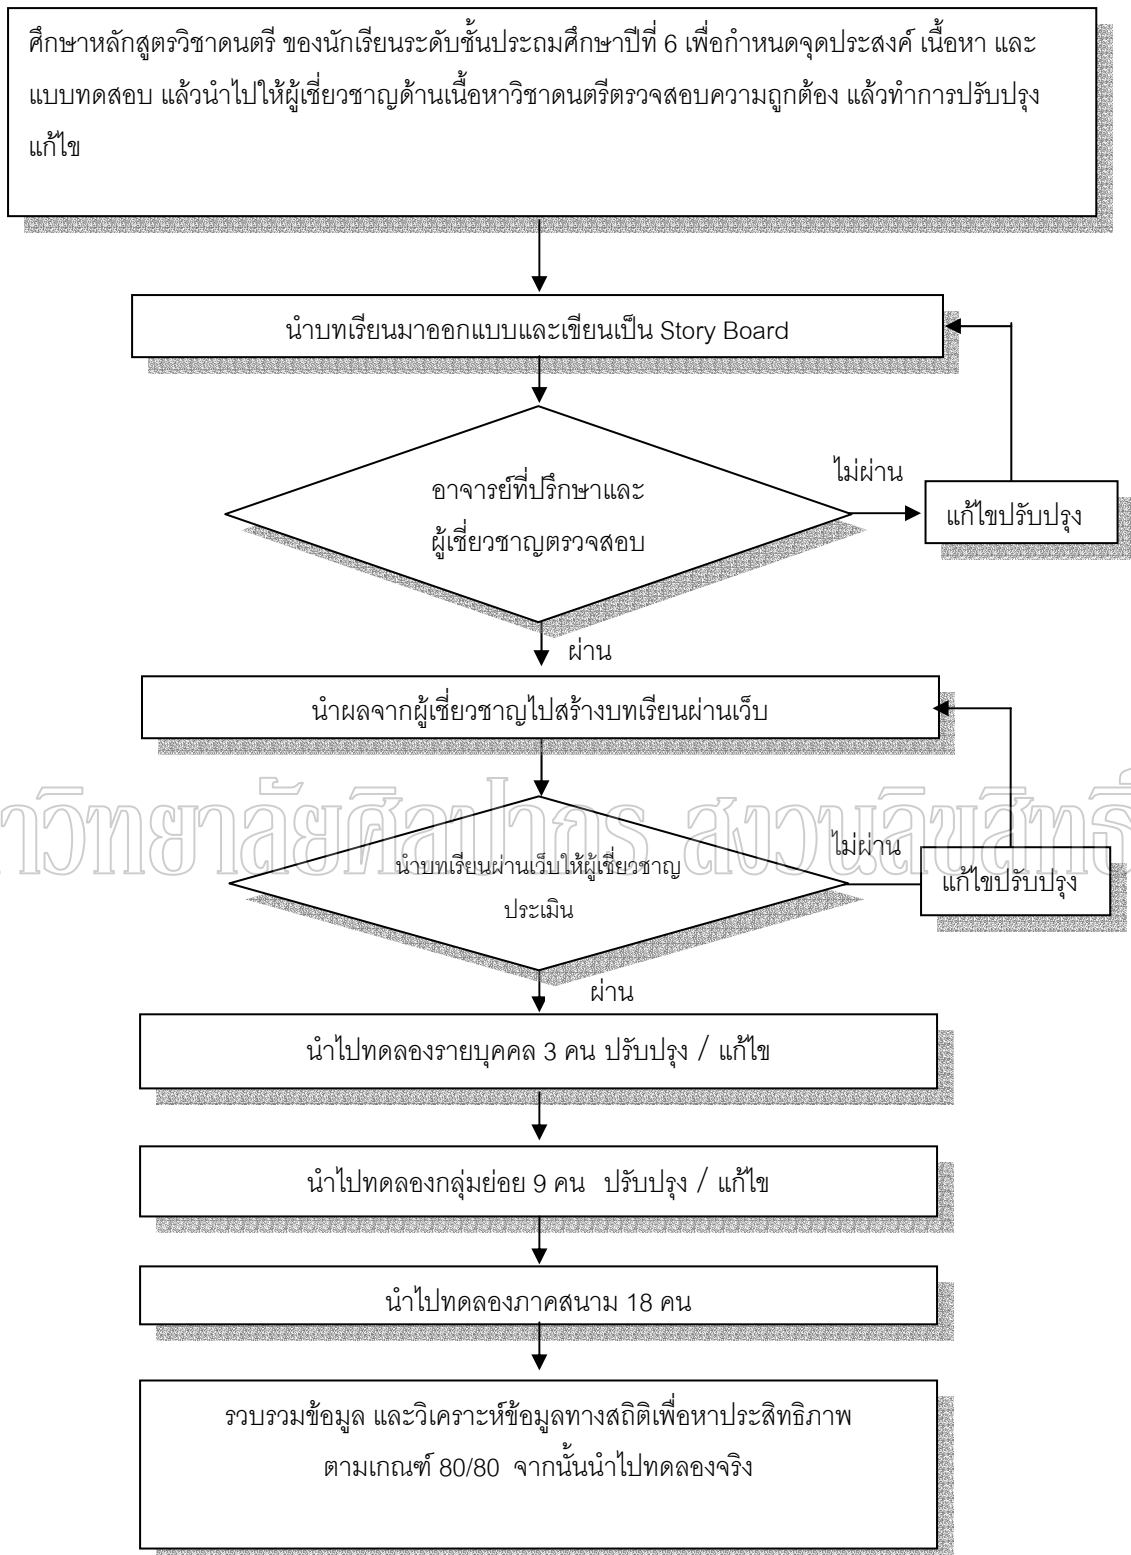 ศึกษาหลักสูตรวิชาดนตรี ของนักเรียนระดับชั้นประถมศึกษาปีที่ 6 เพื่อกำหนดจุดประสงค์ เนื้อหา และ
แบบทดสอบ แล้วนำไปให้ผู้เชี่ยวชาญด้านเนื้อหาวิชาดนตรีตรวจสอบความถูกต้อง แล้วทำการปรับปรุง
แก้ไข
นำบทเรียนมาออกแบบและเขียนเป็น Story Board
อาจารย์ที่ปรึกษาและ
ผู้เชี่ยวชาญตรวจสอบ
ไม่ผ่าน
แก้ไขปรับปรุง
ผ่าน
นำผลจากผู้เชี่ยวชาญไปสร้างบทเรียนผ่านเว็บ
าวิทยาลัยศิลปากร สงวนลิขสิทธิ์
นำบทเรียนผ่านเว็บให้ผู้เชี่ยวชาญ
ประเมิน
ไม่ผ่าน
แก้ไขปรับปรุง
ผ่าน
นำไปทดลองรายบุคคล 3 คน ปรับปรุง / แก้ไข
นำไปทดลองกลุ่มย่อย 9 คน ปรับปรุง / แก้ไข
นำไปทดลองภาคสนาม 18 คน
รวบรวมข้อมูล และวิเคราะห์ข้อมูลทางสถิติเพื่อหาประสิทธิภาพ
ตามเกณฑ์ 80/80 จากนั้นนำไปทดลองจริง